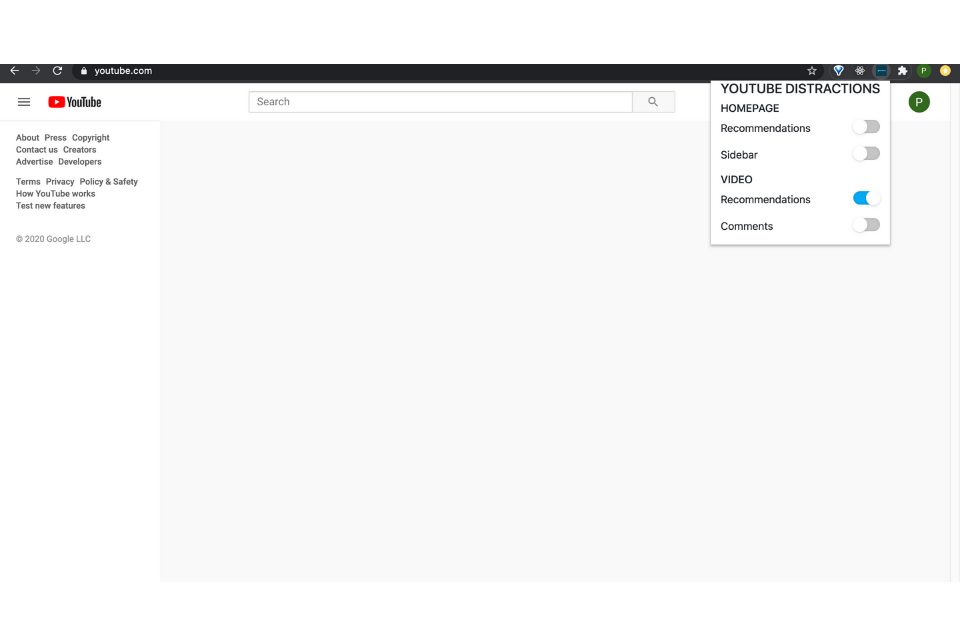 youtube.com
P
YouTube
Search
P
YOUTUBE DISTRACTIONS
HOMEPAGE
Recommendations
Sidebar
VIDEO
Recommendations
Comments
About Press Copyright
Contact us Creators
Advertise Developers
Terms Privacy Policy & Safety
How YouTube works
Test new features
© 2020 Google LLC